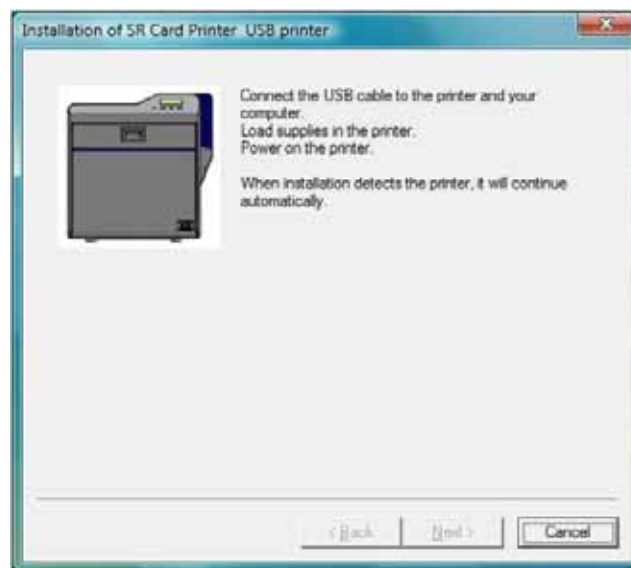 Installation of SR Card Printer USB printer
Connect the USB cable to the printer and your
computer.
Load supplies in the printer.
Power on the printer.
When installation detects the printer, it will continue
automatically.
< Back
Next >
Cancel